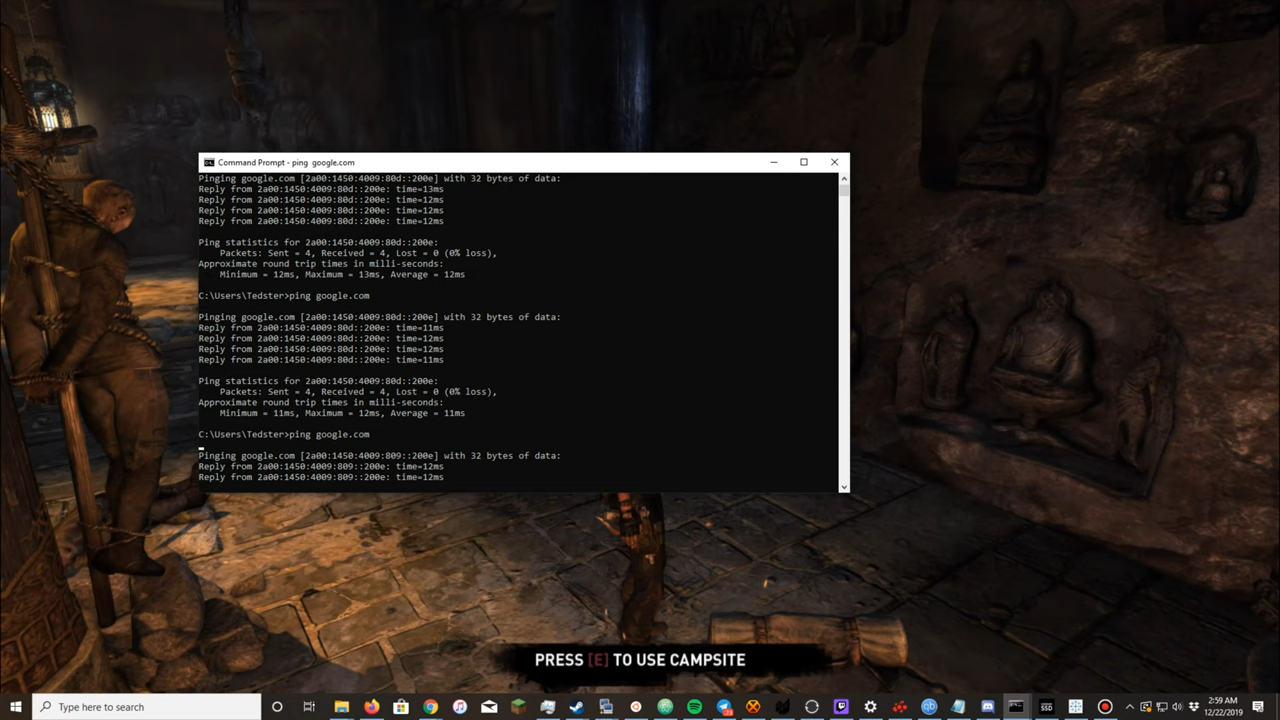 Command Prompt - ping  google.com
Pinging google.com [2a00:1450:4009:80d::200e] with 32 bytes of data:
Reply from 2a00:1450:4009:80d::200e: time=13ms
Reply from 2a00:1450:4009:80d::200e: time=12ms
Reply from 2a00:1450:4009:80d::200e: time=12ms
Reply from 2a00:1450:4009:80d::200e: time=12ms
Ping statistics for 2a00:1450:4009:80d::200e:
Packets: Sent = 4, Received = 4, Lost = 0 (0% loss),
Approximate round trip times in milli-seconds:
Minimum = 12ms, Maximum = 13ms, Average = 12ms
C:\Users\Tedster>ping google.com
Pinging google.com [2a00:1450:4009:80d::200e] with 32 bytes of data:
Reply from 2a00:1450:4009:80d::200e: time=11ms
Reply from 2a00:1450:4009:80d::200e: time=12ms
Reply from 2a00:1450:4009:80d::200e: time=12ms
Reply from 2a00:1450:4009:80d::200e: time=11ms
Ping statistics for 2a00:1450:4009:80d::200e:
Packets: Sent = 4, Received = 4, Lost = 0 (0% loss),
Approximate round trip times in milli-seconds:
Minimum = 11ms, Maximum = 12ms, Average = 11ms
C:\Users\Tedster>ping google.com
Pinging google.com [2a00:1450:4009:809::200e] with 32 bytes of data:
Reply from 2a00:1450:4009:809::200e: time=12ms
Reply from 2a00:1450:4009:809::200e: time=12ms
PRESS [E] TO USE CAMPSITE
Type here to search
2:59 AM
12/22/2019